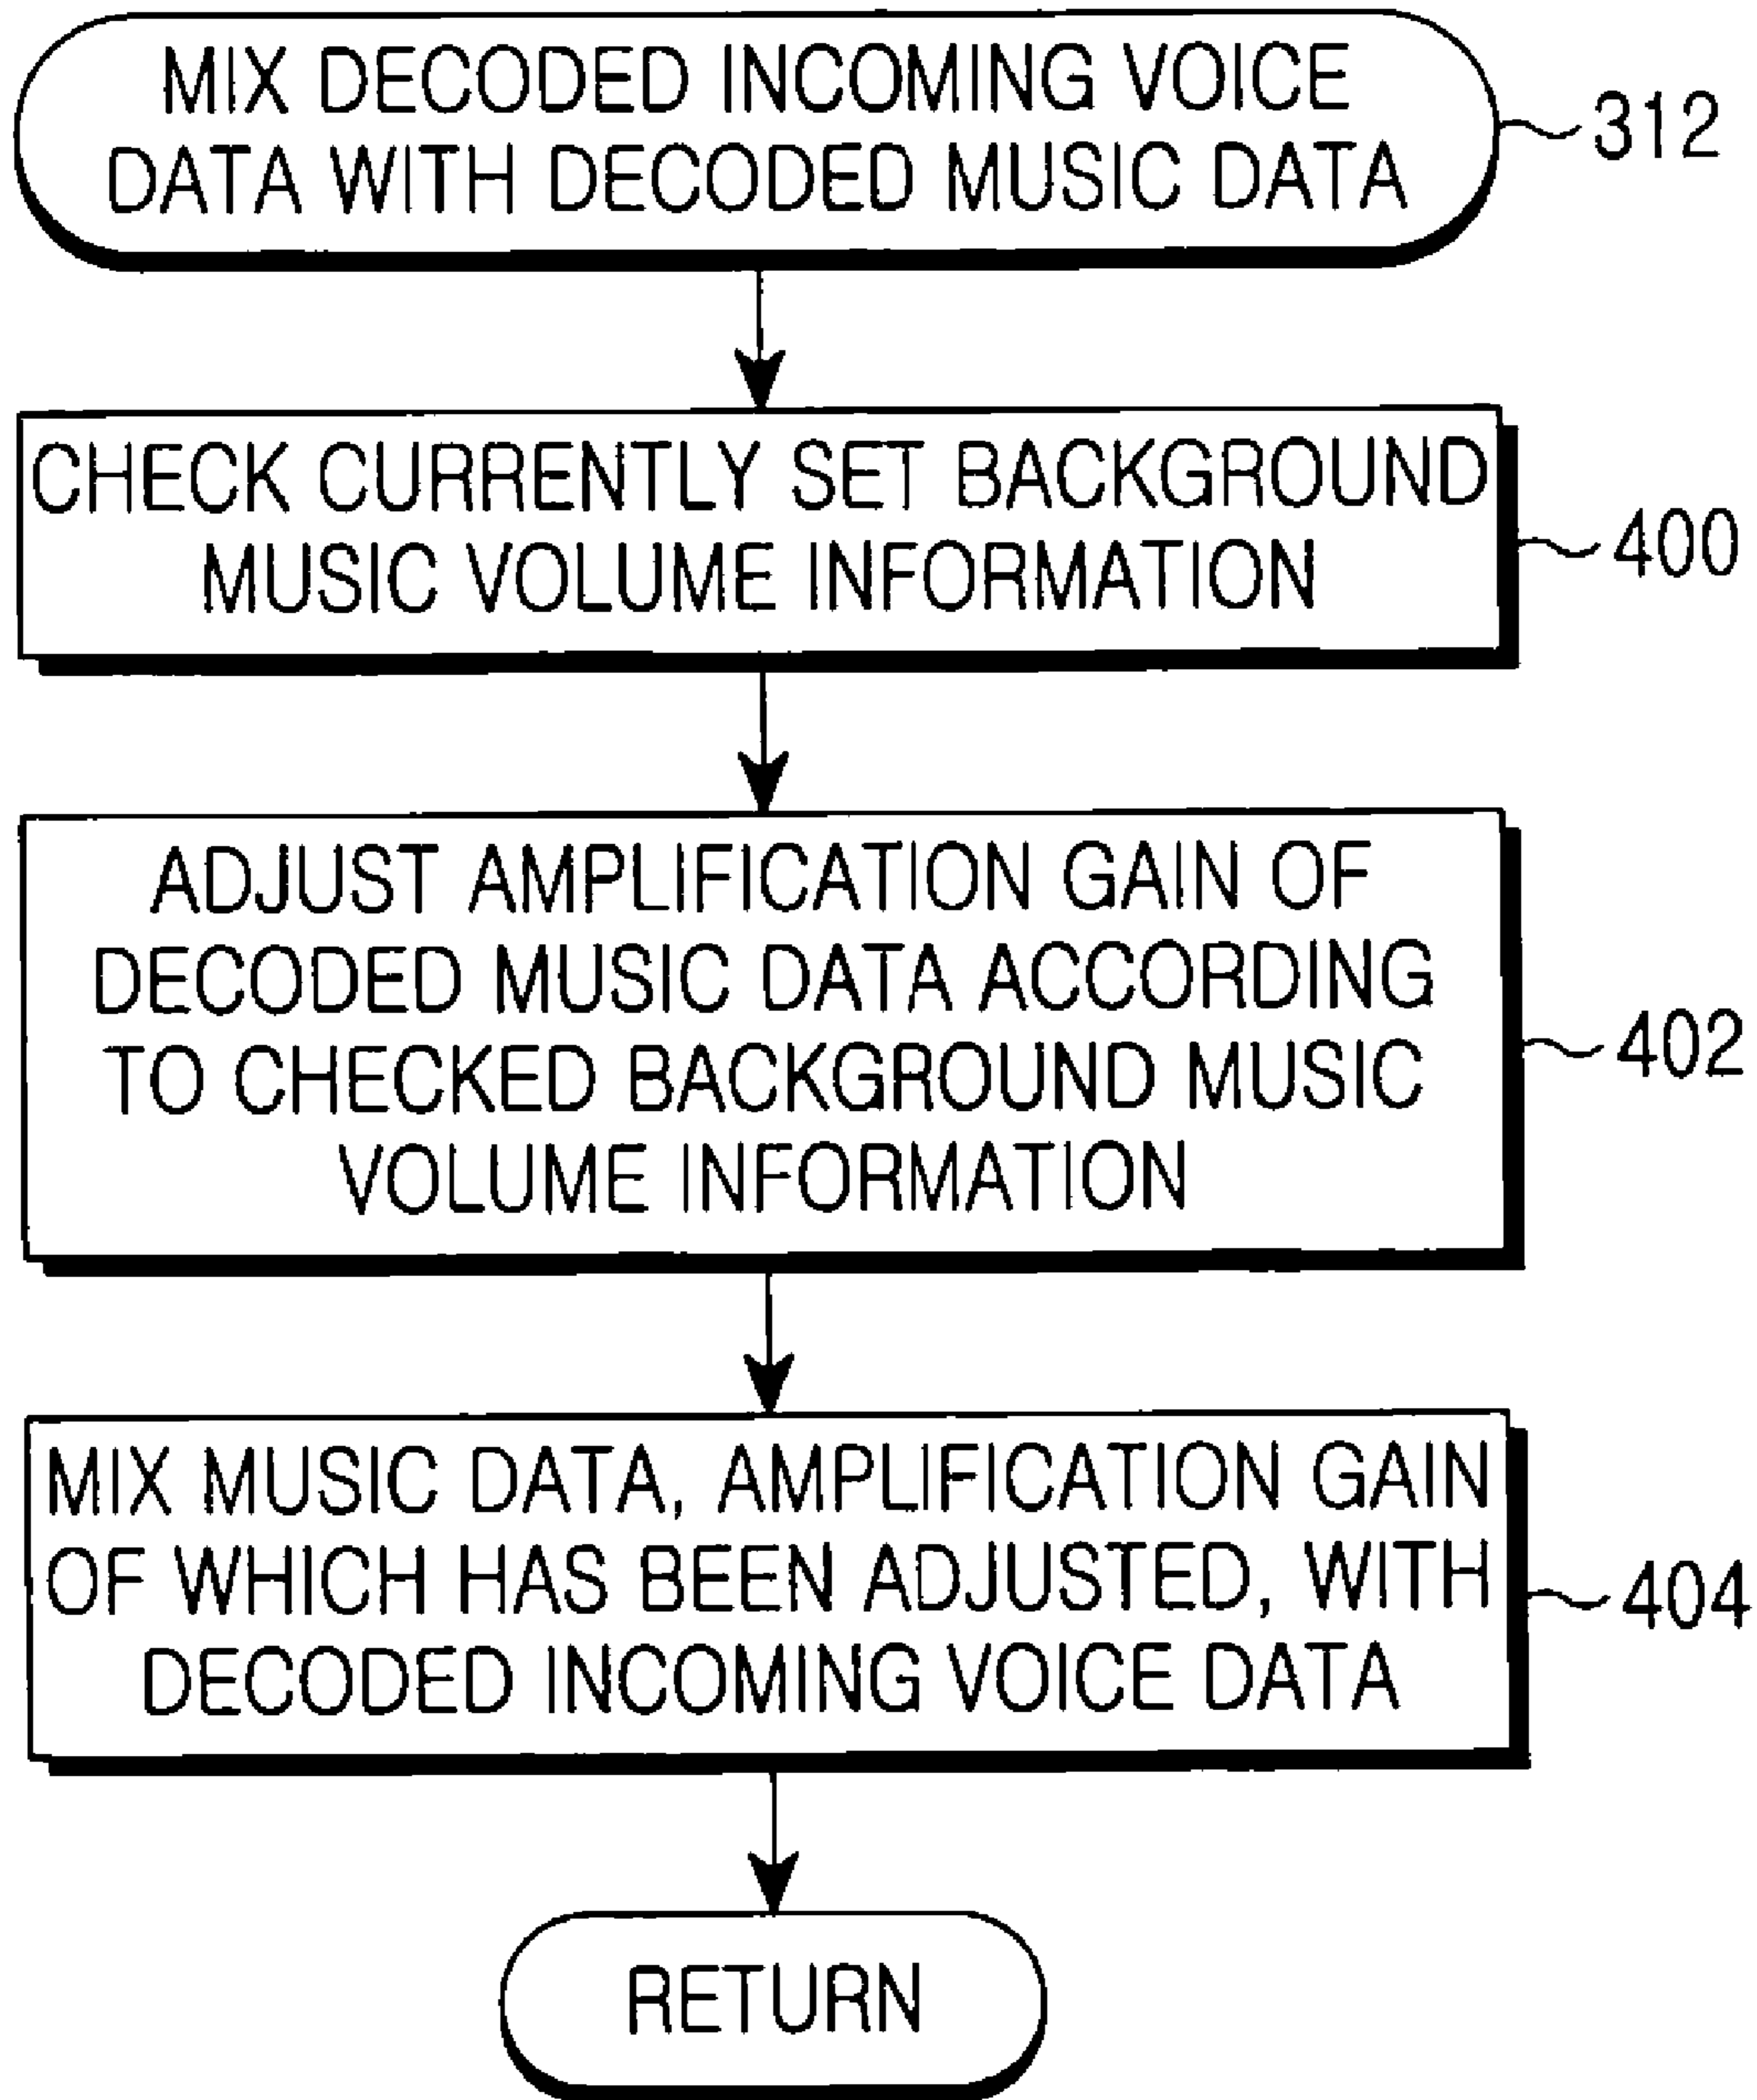 MIX DECODED INCOMING VOICE
DATA WITH DECODED MUSIC DATA
312
CHECK CURRENTLY SET BACKGROUND
MUSIC VOLUME INFORMATION
400
ADJUST AMPLIFICATION GAIN OF
DECODED MUSIC DATA ACCORDING
TO CHECKED BACKGROUND MUSIC
VOLUME INFORMATION
402
MIX MUSIC DATA, AMPLIFICATION GAIN
OF WHICH HAS BEEN ADJUSTED, WITH
DECODED INCOMING VOICE DATA
404
RETURN